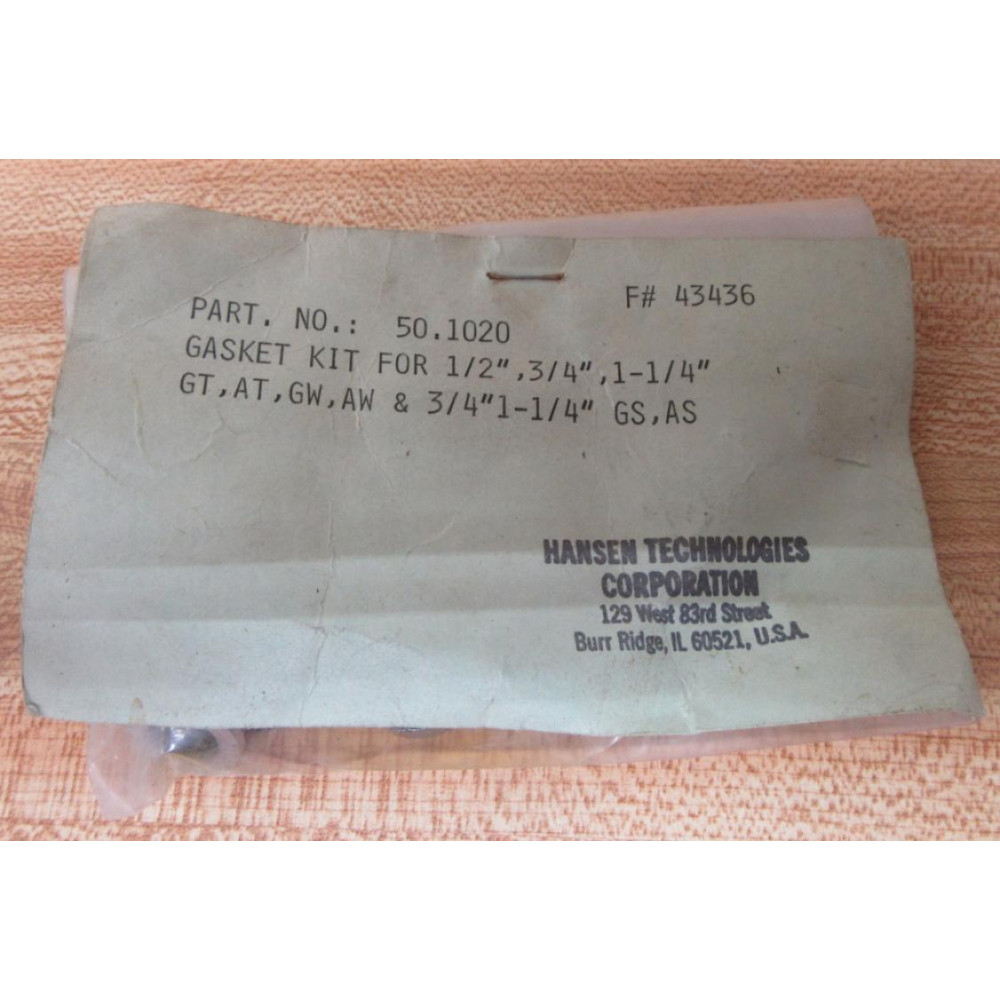 F# 43436
PART. NO.: 50.1020
GASKET KIT FOR 1/2",3/4",1-1/4"
GT,AT,GW,AW & 3/4"1-1/4" GS,AS
HANSEN TECHNOLOGIES
CORPORATION
129 West 83rd Street
Burr Ridge, IL 60521, U.S.A.